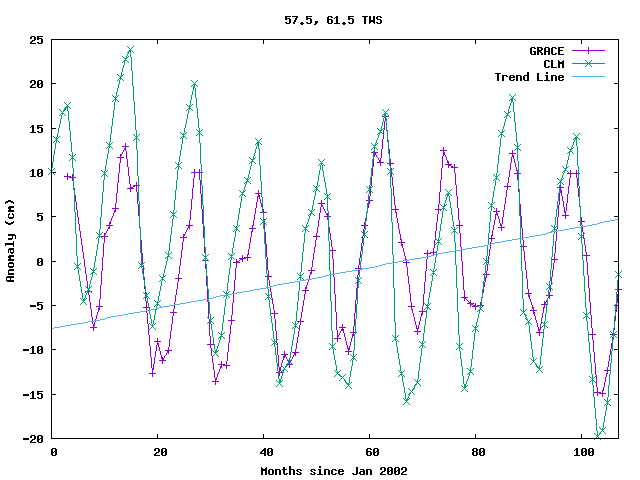 57.5, 61.5 TWS
GRACE
CLM
Trend Line
25
20
15
10
5
0
-5
-10
-15
-20
Anomaly (cm)
0 20 40 60 80 100
Months since Jan 2002